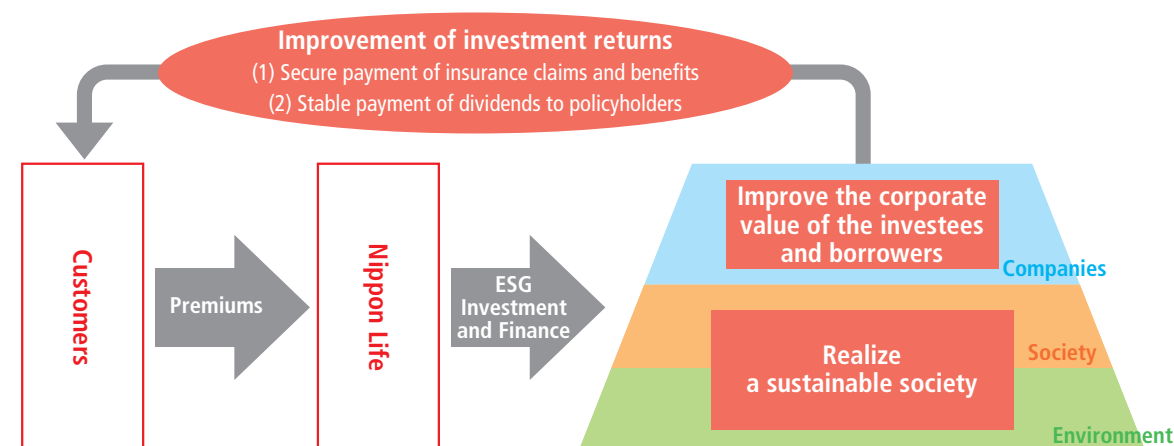 Improvement of investment returns
(1) Secure payment of insurance claims and benefits
(2) Stable payment of dividends to policyholders
Customers
Premiums
Nippon Life
ESG
Investment
and Finance
Improve the corporate
value of the investees
and borrowers
Companies
Realize
a sustainable society
Society
Environment